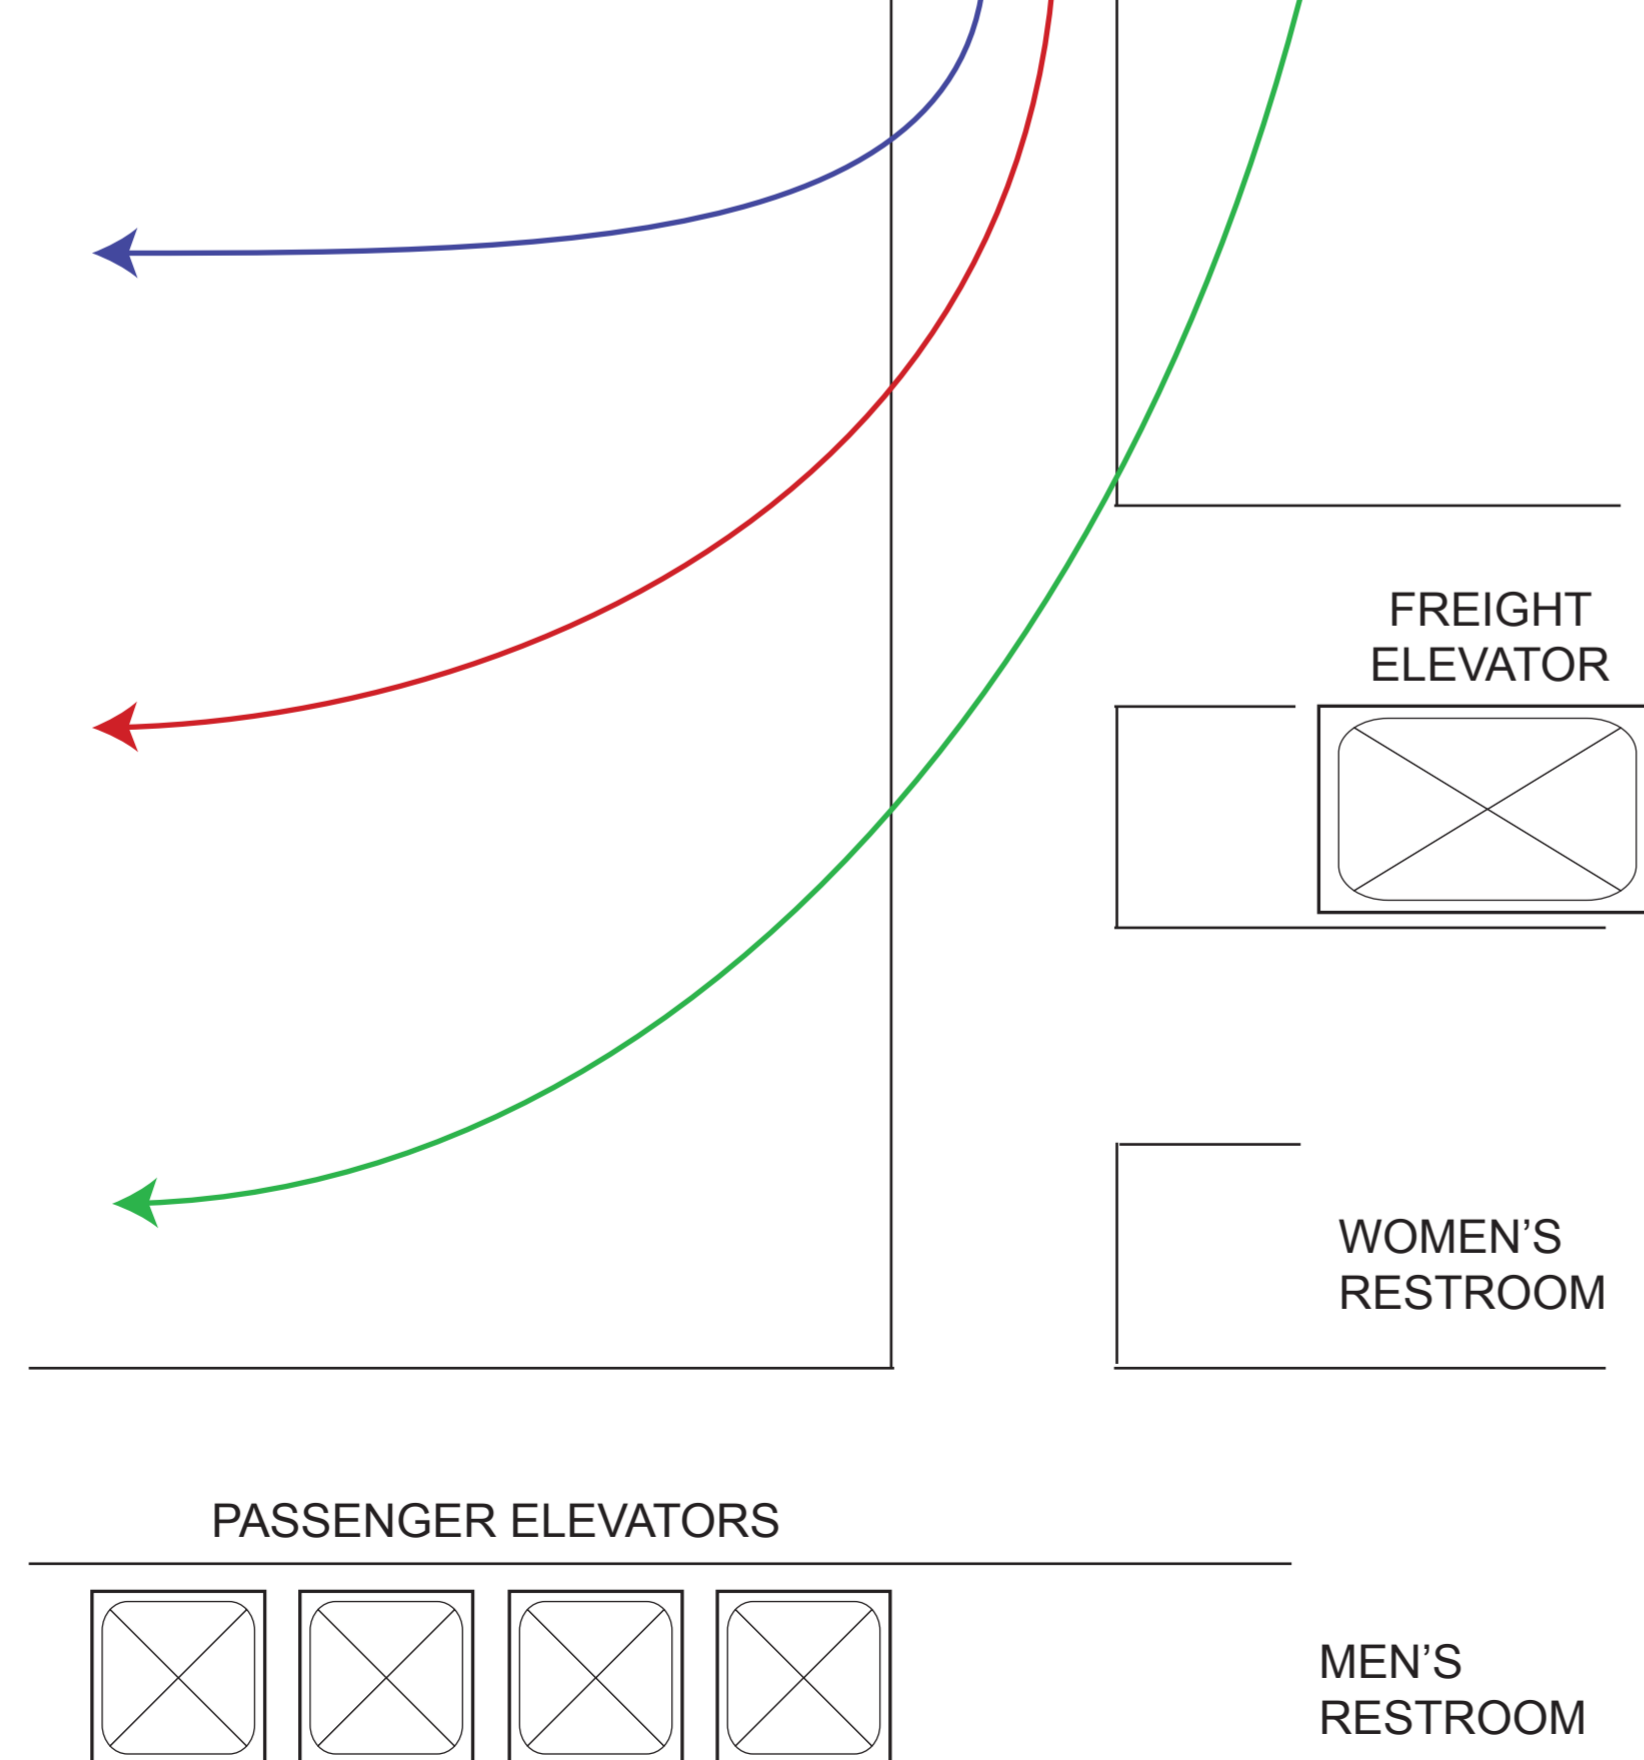 FREIGHT
ELEVATOR
WOMEN’S
RESTROOM
PASSENGER ELEVATORS
MEN’S
RESTROOM